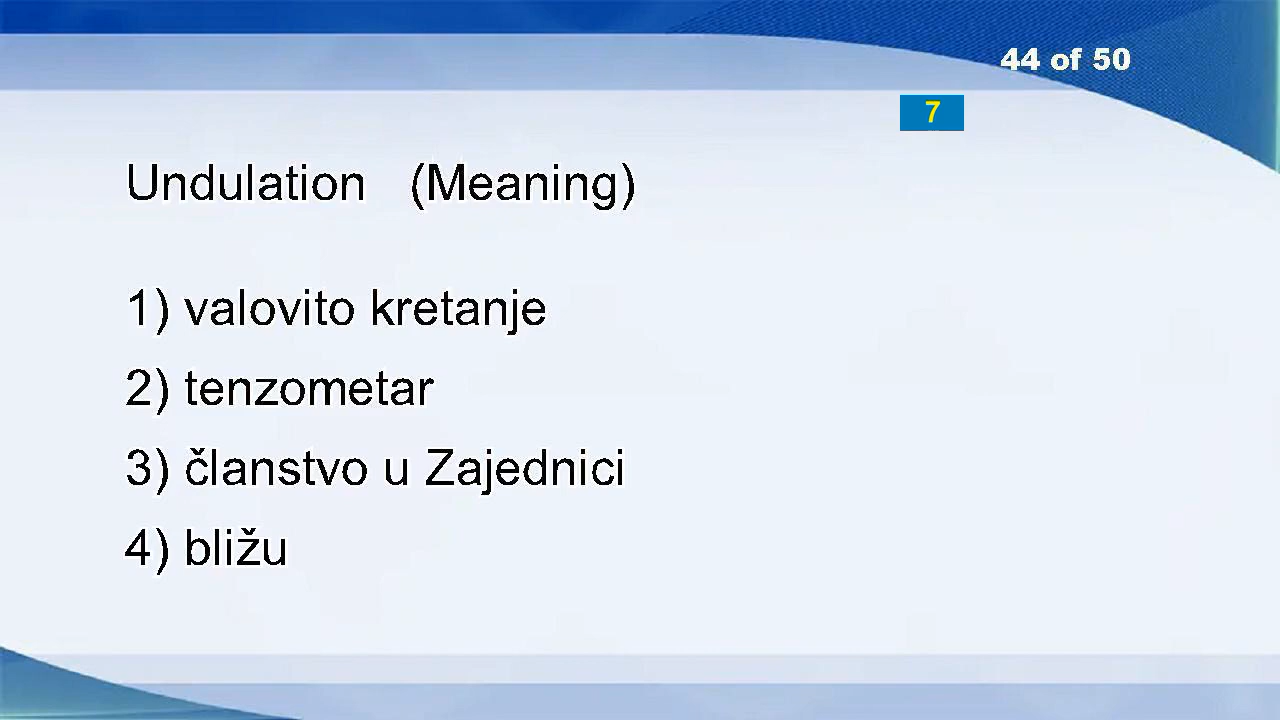 44 of 50
7
Undulation (Meaning)
1) valovito kretanje
2) tenzometar
3) članstvo u Zajednici
4) bližu